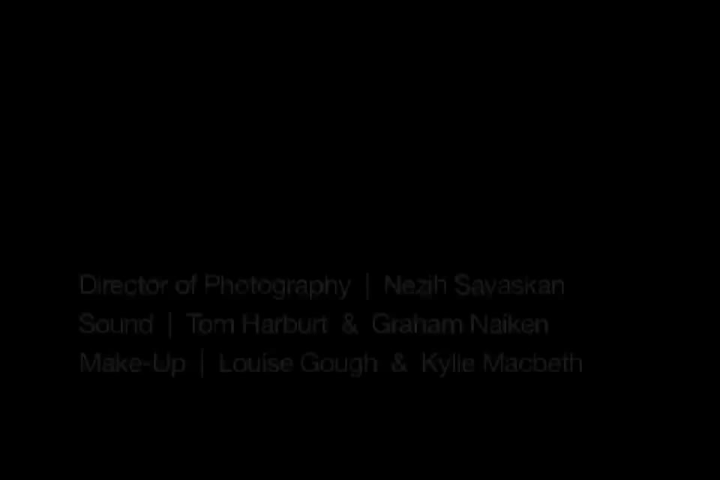 Director of Photography | Nezih Savaskan
Sound | Tom Harburt & Graham Naiken
Make-Up | Louise Gough & Kylie Macbeth